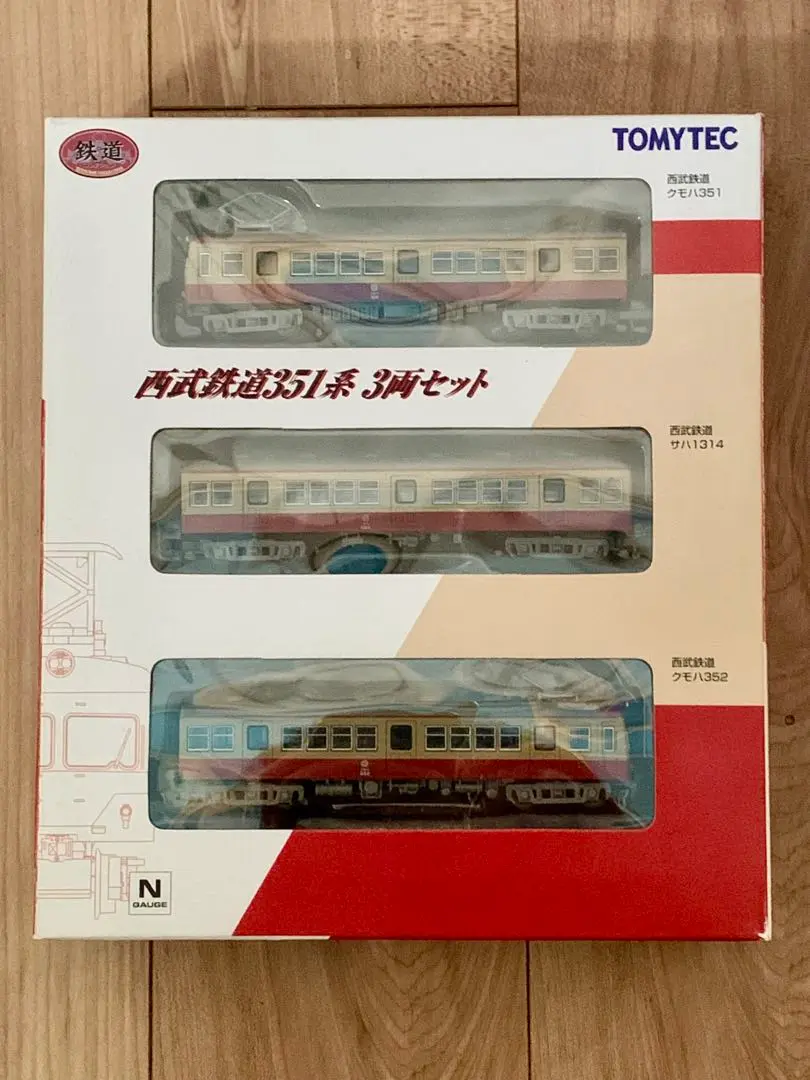 鉄道
TOMYTEC
西武鉄道
クモハ351
西武鉄道351系 3両セット
西武鉄道
サハ1314
西武鉄道
クモハ352
N
GAUGE